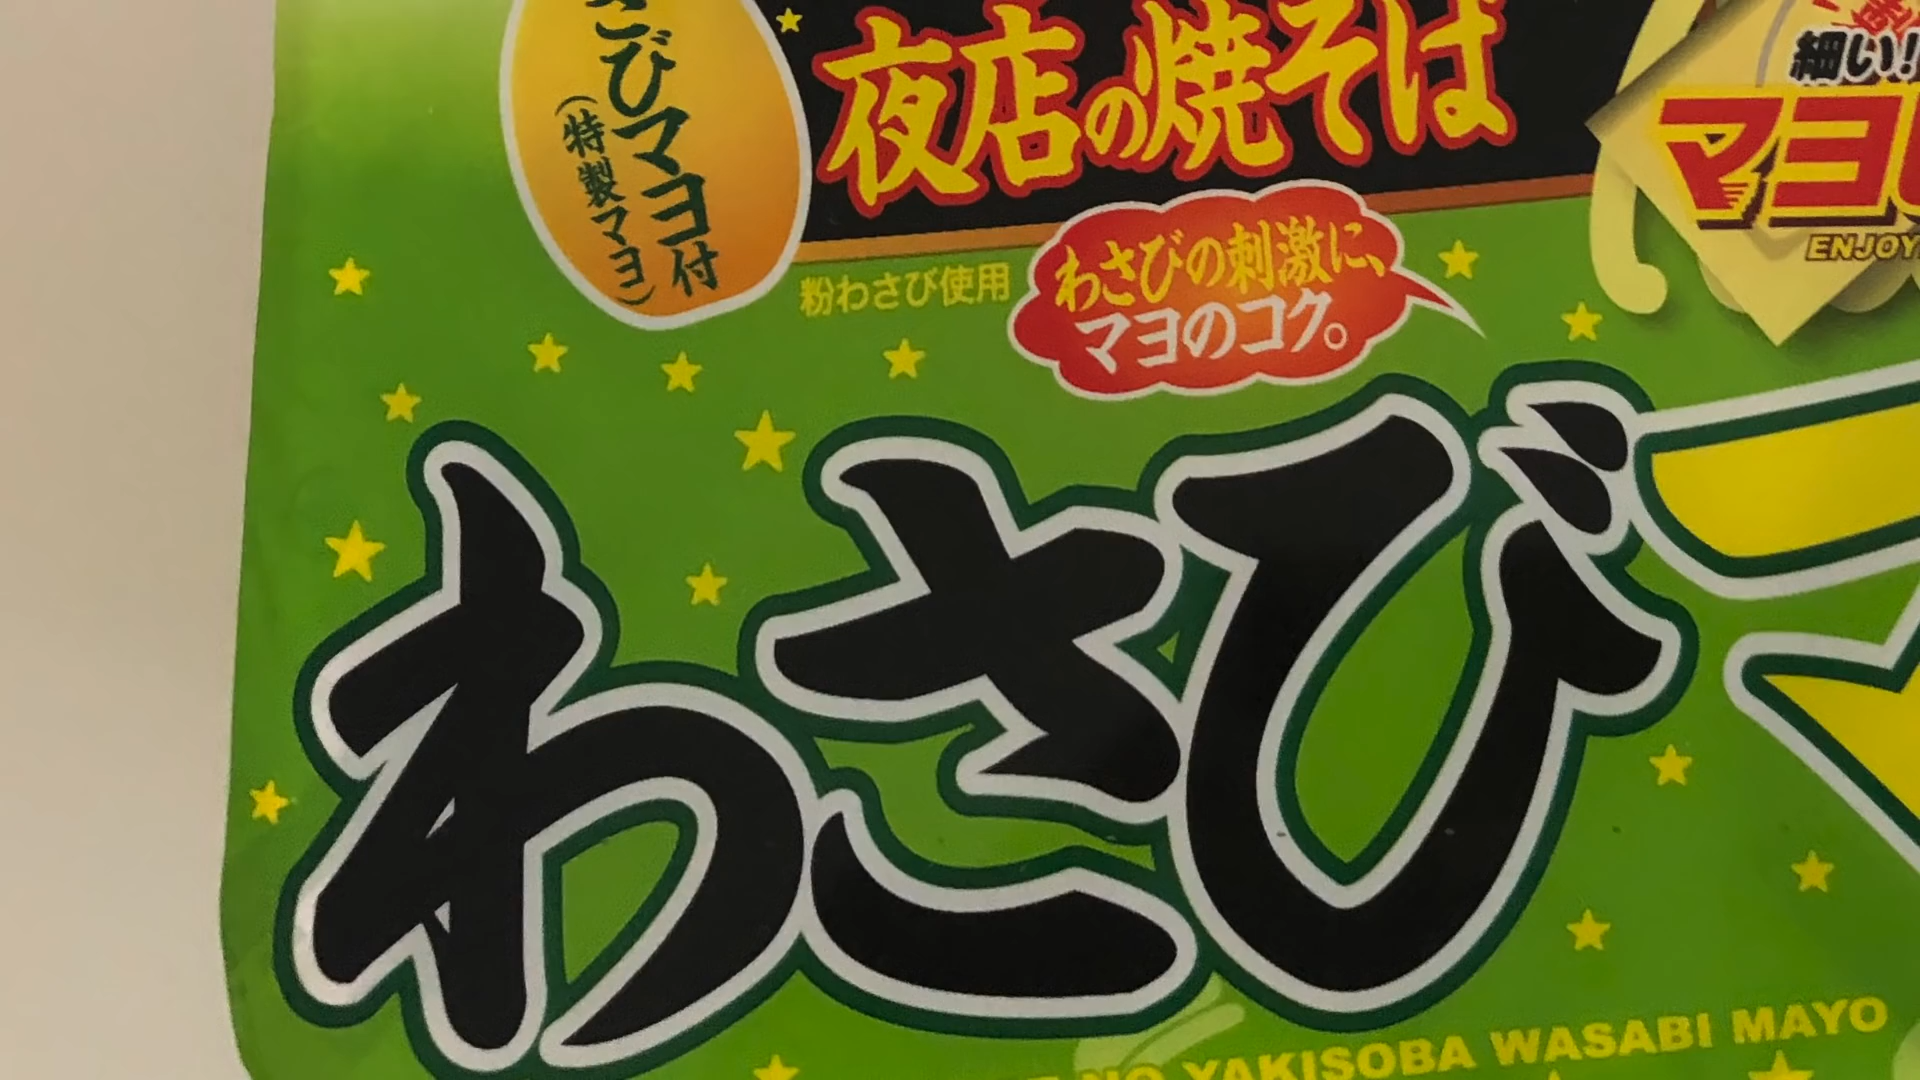 夜店の焼そば
細い!
マヨ
ENJOY
こびマヨ付
(特製マヨ)
粉わさび使用
わさびの刺激に、
マヨのコク。
わさび
NO YAKISOBA WASABI MAYO